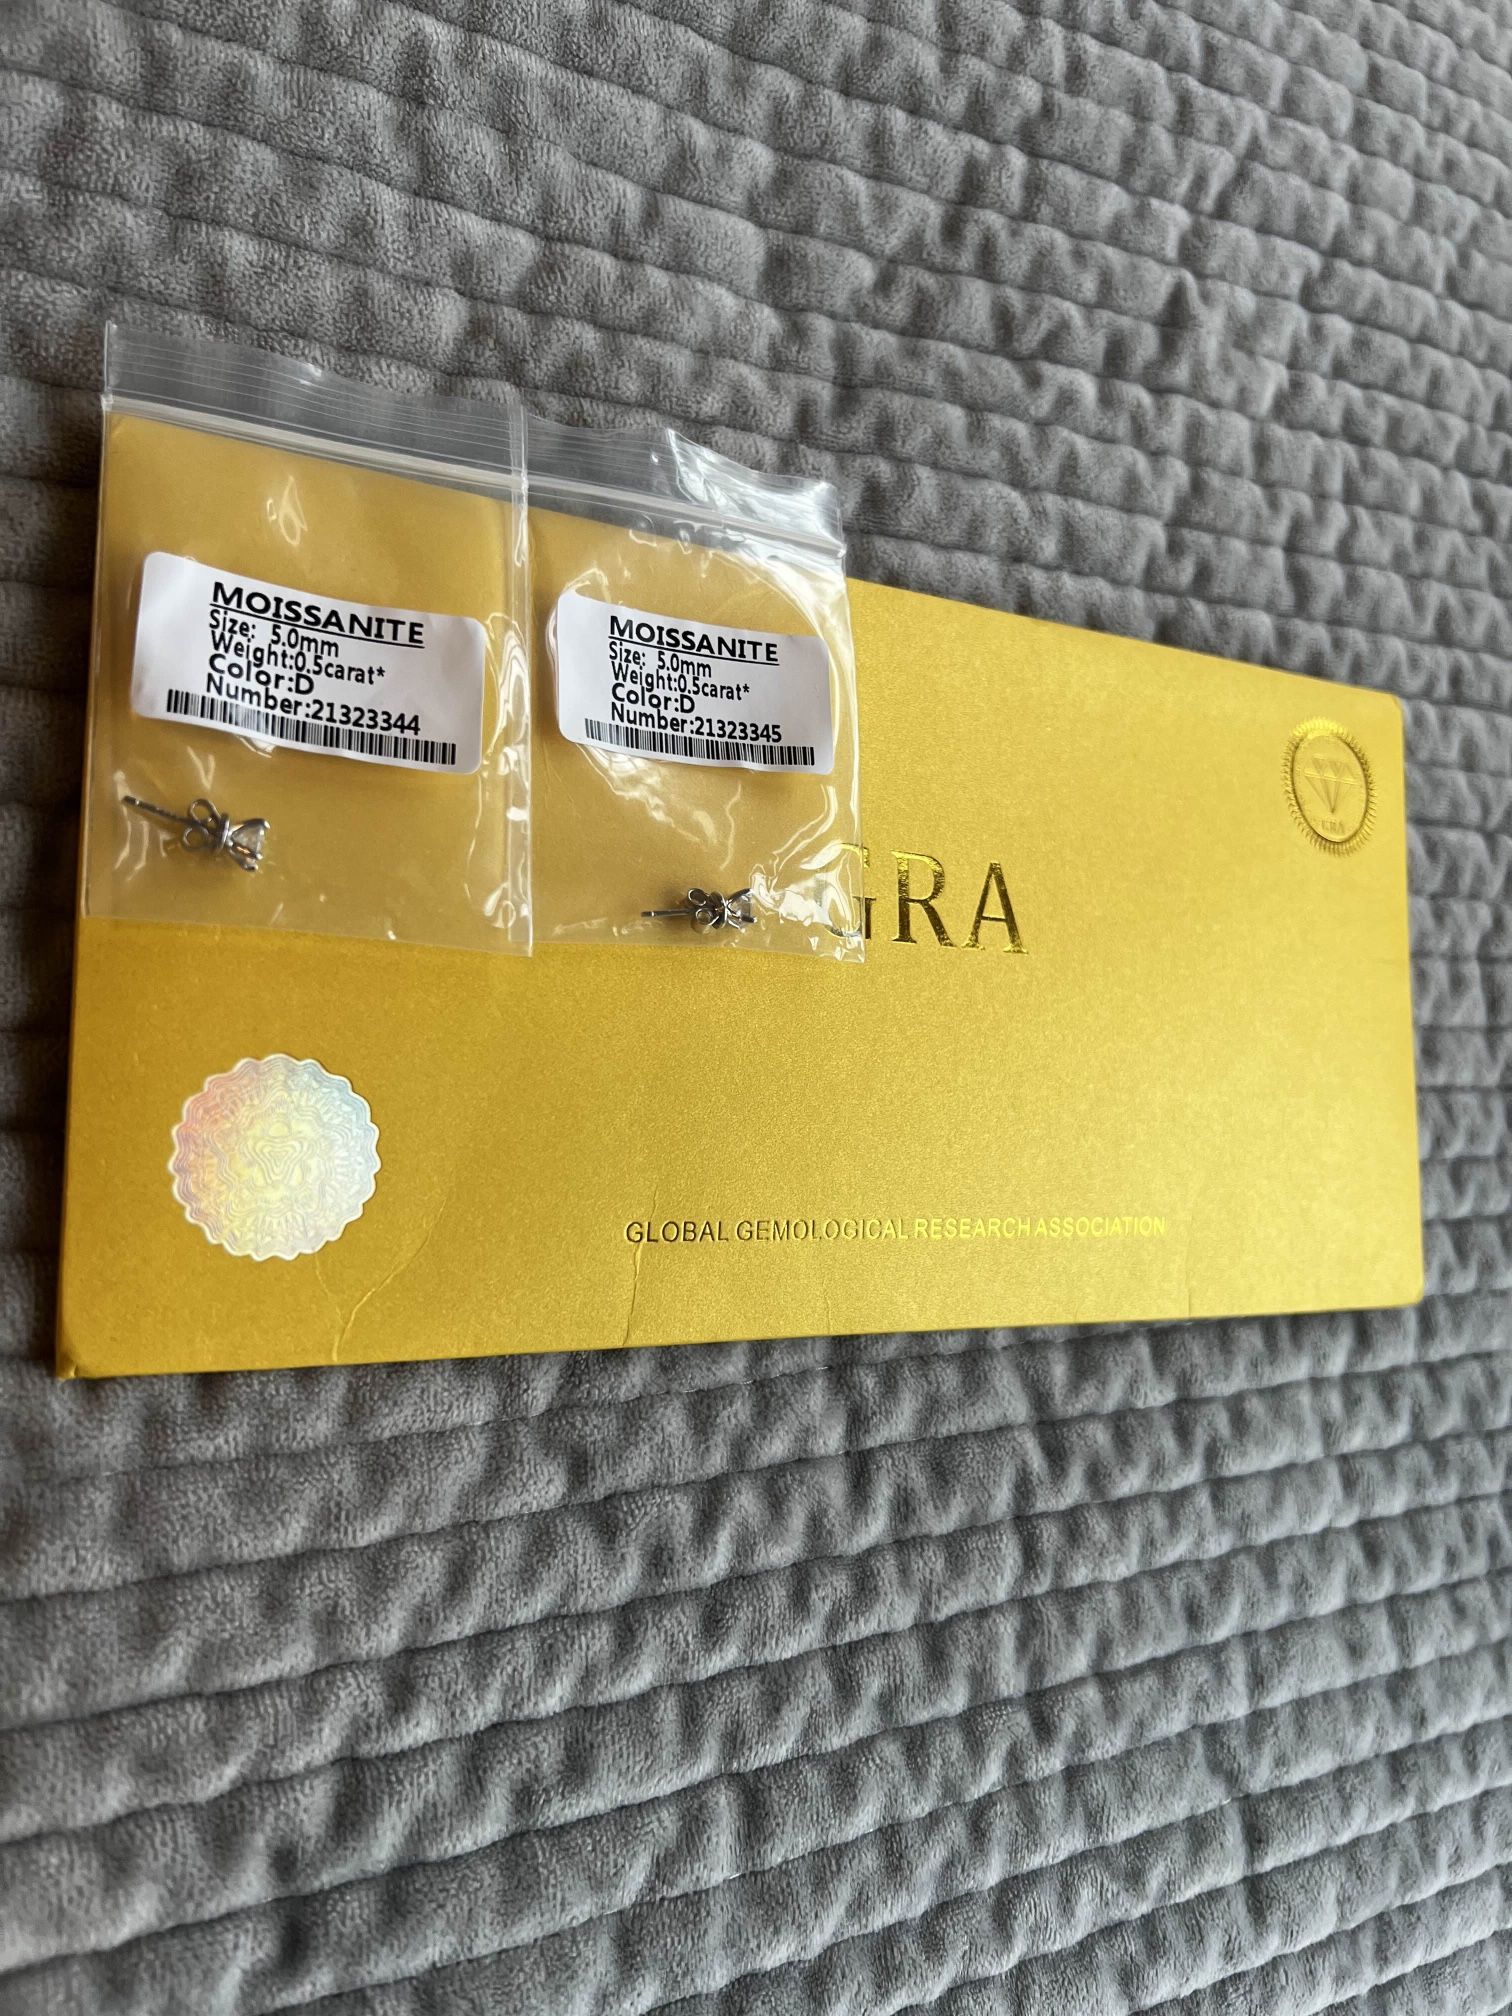 MOISSANITE
Size: 5.0mm
Weight:0.5carat*
Color:D
Number:21323344
MOISSANITE
Size: 5.0mm
Weight:0.5carat*
Color:D
Number:21323345
GRA
GRA
GLOBAL GEMOLOGICAL RESEARCH ASSOCIATION